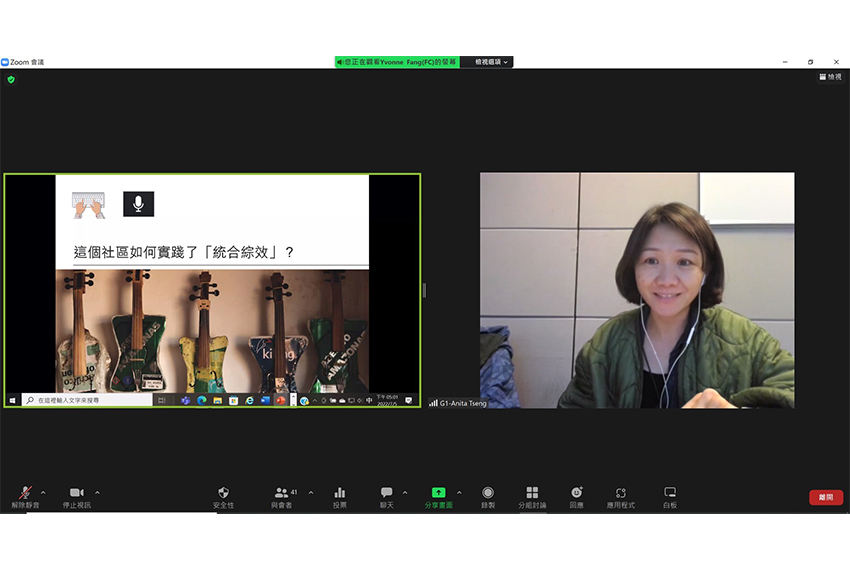 Zoom 會議
您正在觀看Yvonne Fang(FC)的螢幕
檢視選項
檢視
這個社區如何實踐了「統合綜效」？
AMAZONAS
在這裡輸入文字來搜尋
中
下午 05:01
2022/7/5
G1-Anita Tseng
解除靜音
停止視訊
安全性
41
與會者
投票
聊天
分享畫面
錄製
分組討論
回應
應用程式
白板
離開